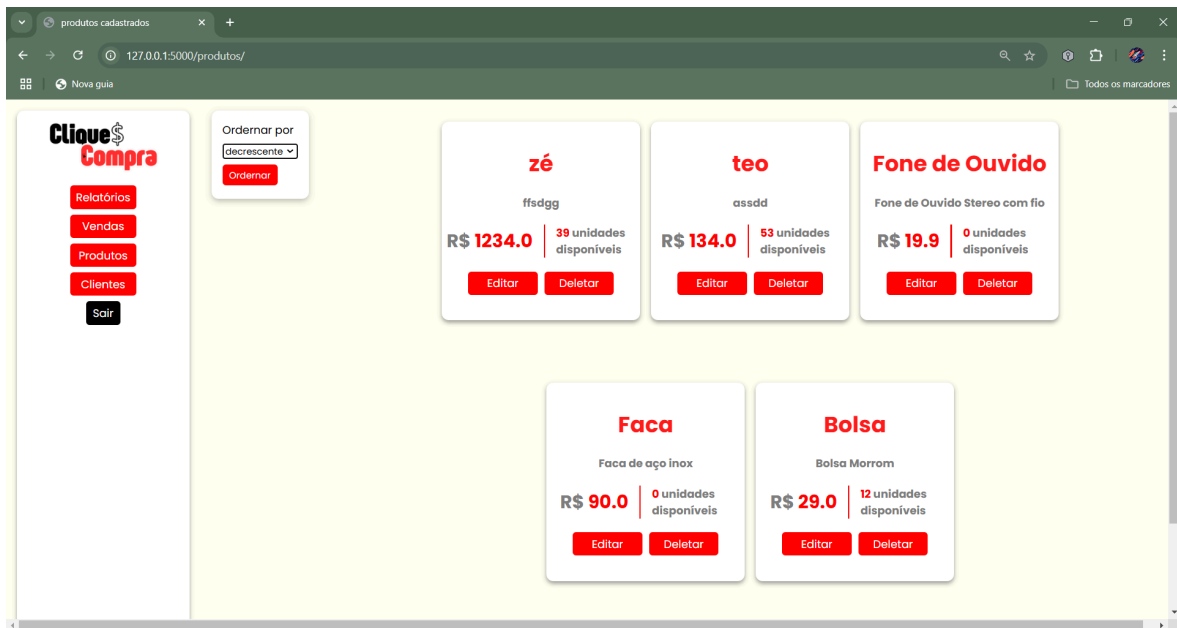 produtos cadastrados
127.0.0.1:5000/produtos/
Nova guia
Todos os marcadores
Clique$
Compra
Relatórios
Vendas
Produtos
Clientes
Sair
Ordernar por
decrescente
Ordernar
zé
ffsdgg
R$ 1234.0
39 unidades
disponíveis
Editar Deletar
teo
assdd
R$ 134.0
53 unidades
disponíveis
Editar Deletar
Fone de Ouvido
Fone de Ouvido Stereo com fio
R$ 19.9
0 unidades
disponíveis
Editar Deletar
Faca
Faca de aço inox
R$ 90.0
0 unidades
disponíveis
Editar Deletar
Bolsa
Bolsa Morrom
R$ 29.0
12 unidades
disponíveis
Editar Deletar